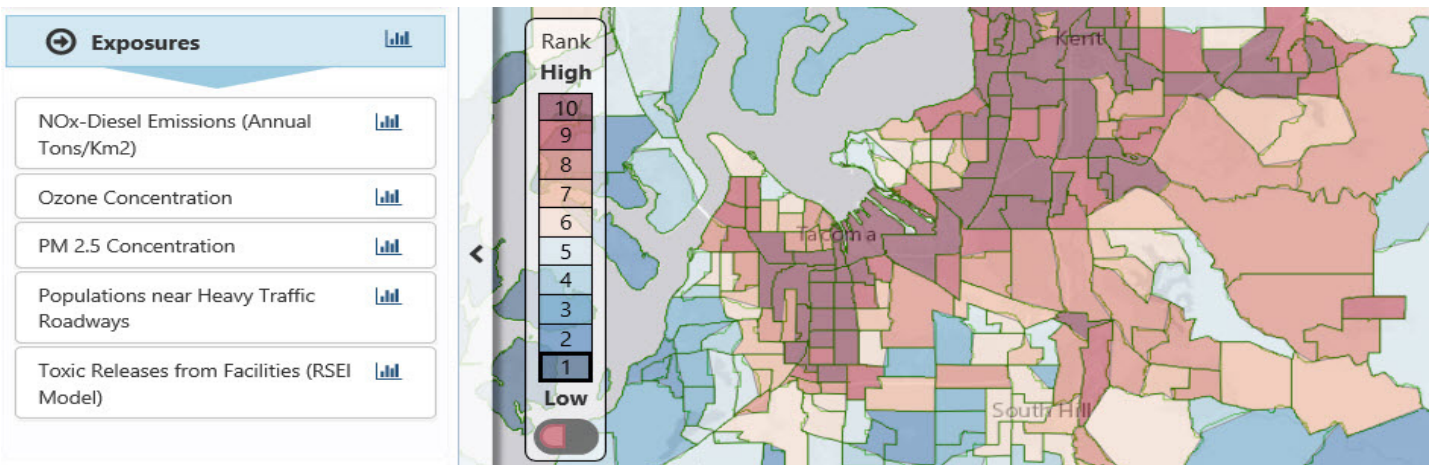 Exposures
NOx-Diesel Emissions (Annual
Tons/Km2)
Ozone Concentration
PM 2.5 Concentration
Populations near Heavy Traffic
Roadways
Toxic Releases from Facilities (RSEI
Model)
Rank
High
10
9
8
7
6
5
4
3
2
1
Low
Kent
Tacoma
South Hill